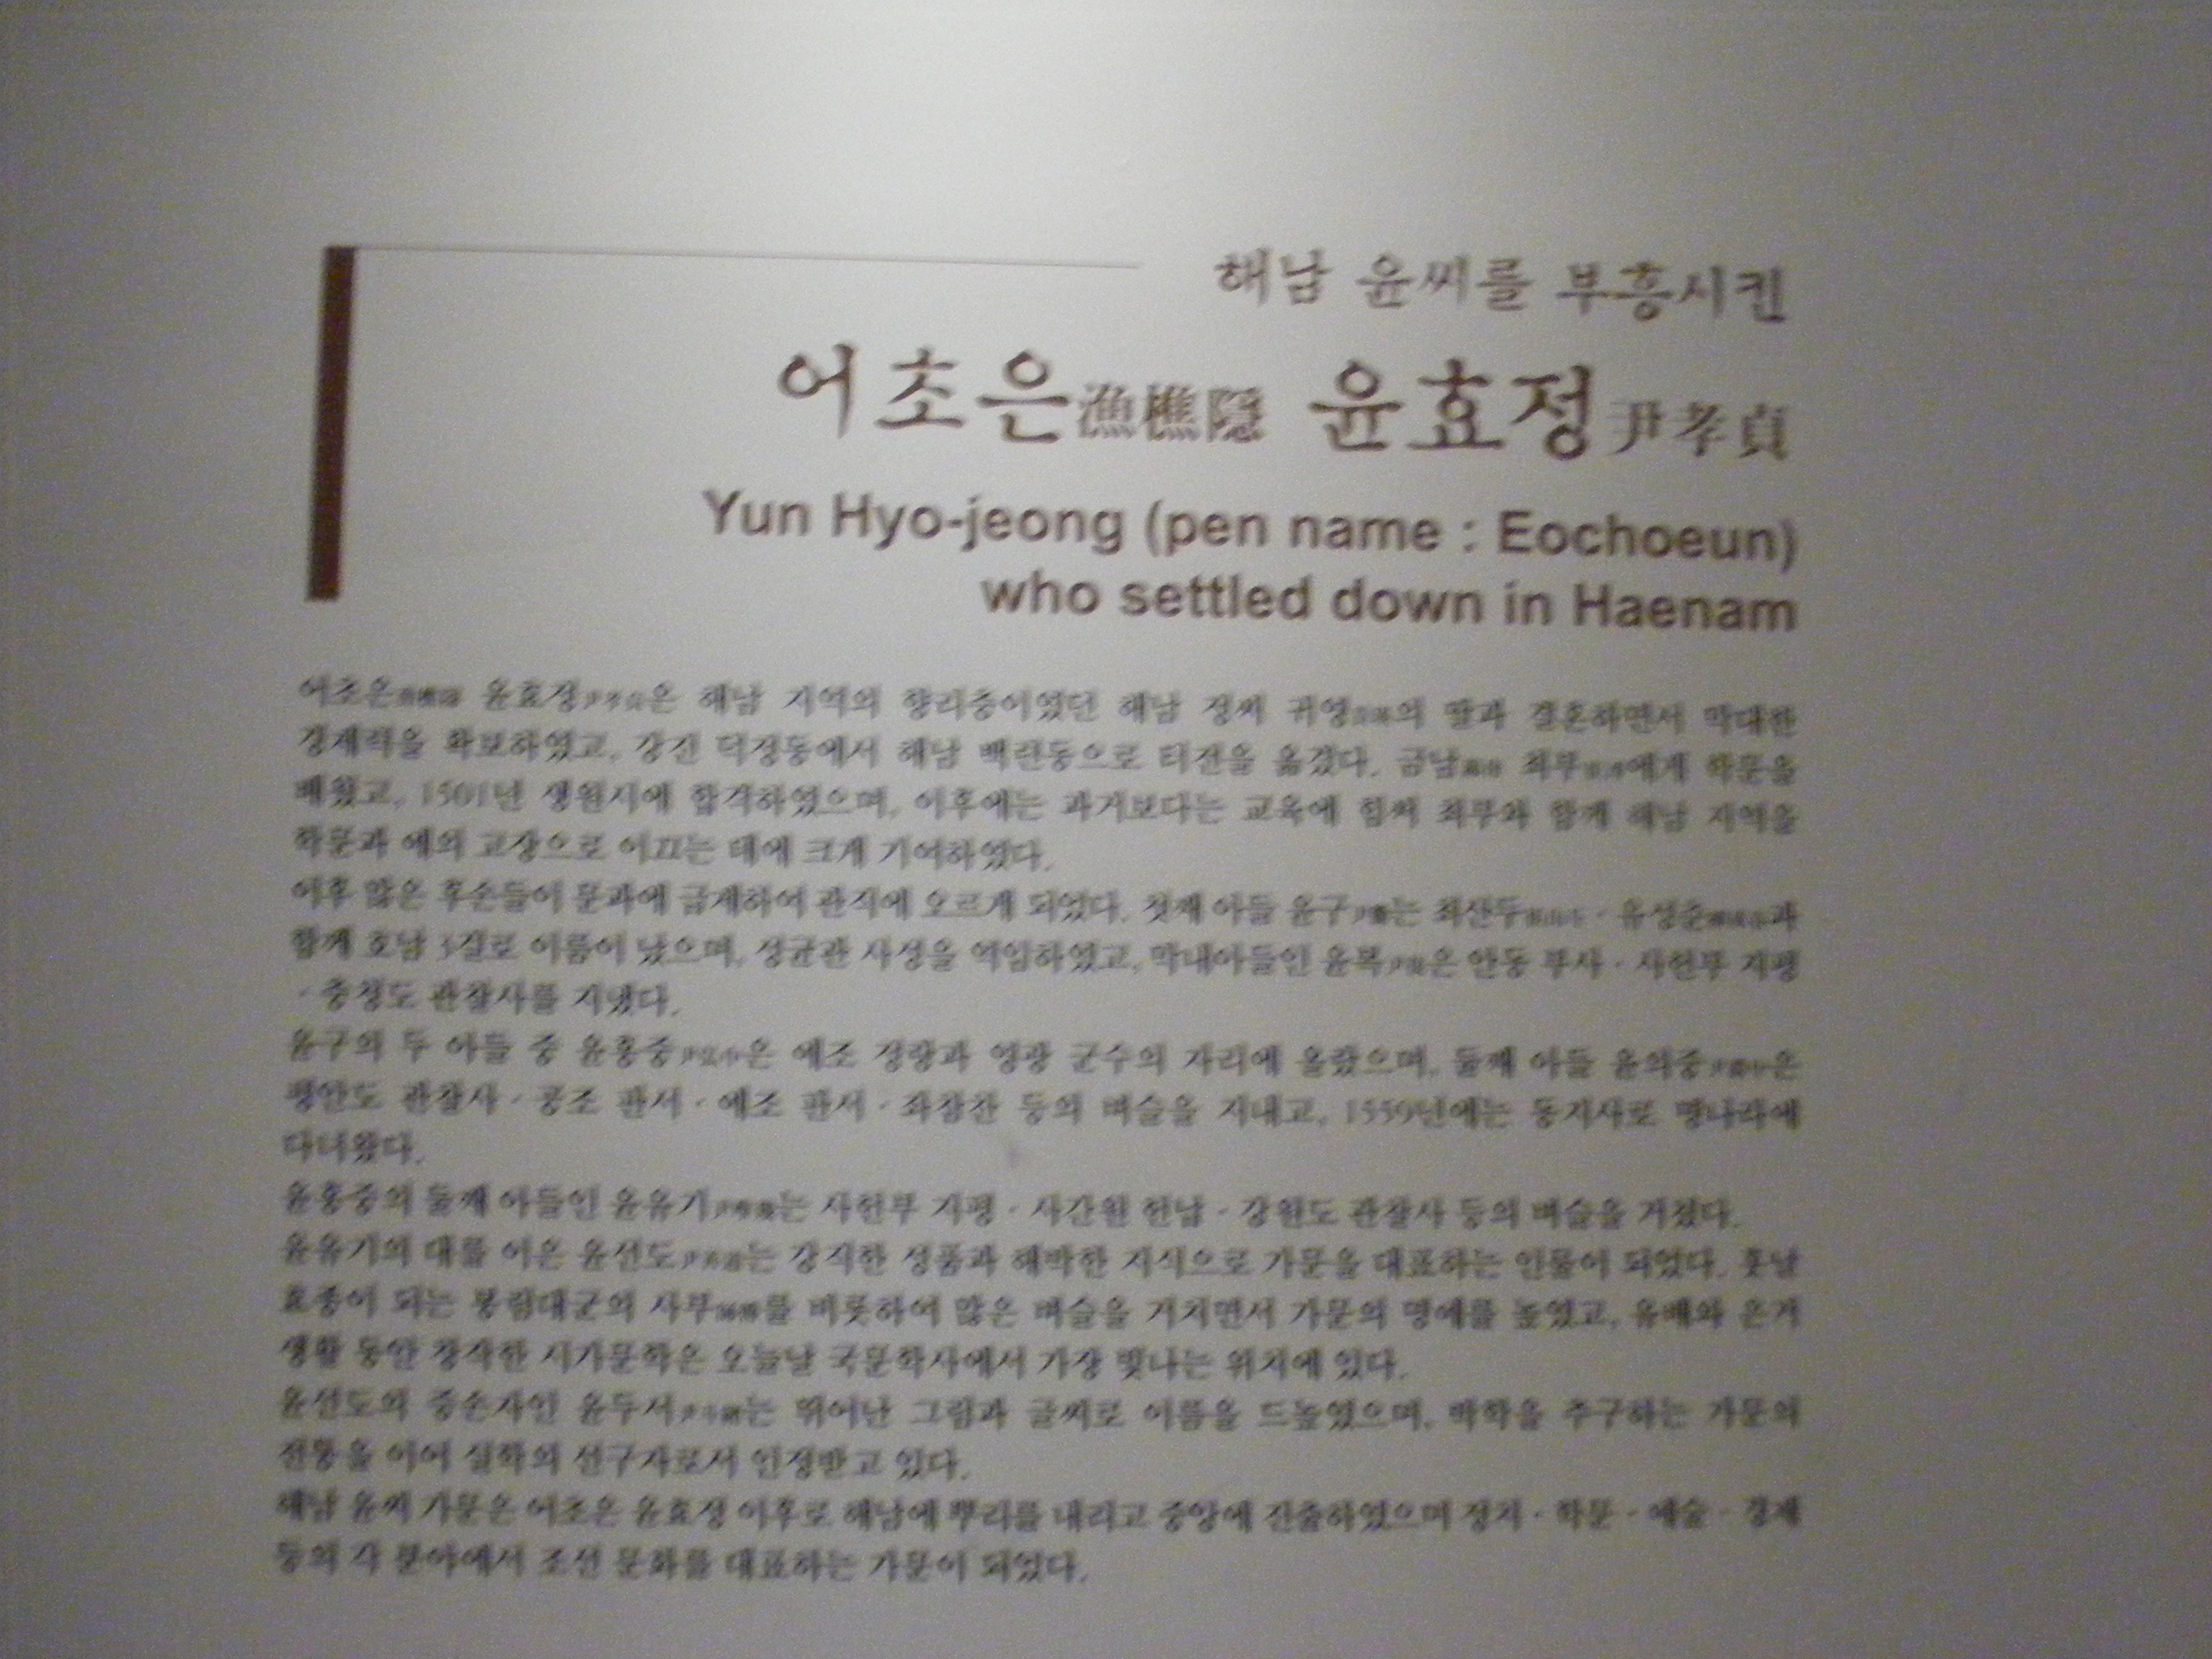 해남 윤씨를 부흥시킨
어초은漁樵隱 윤효정尹孝貞
Yun Hyo-jeong (pen name : Eochoeun)
who settled down in Haenam
어초은 윤효정은 해남 지역의 향리층이었던 해남 정씨 귀영의 딸과 결혼하면서 막대한
경제력을 확보하였고, 강진 덕정동에서 해남 백련동으로 터전을 옮겼다. 금남 최부에게 학문을
배웠고, 1501년 생원시에 합격하였으며, 이후에는 과거보다는 교육에 힘써 최부와 함께 해남 지역을
학문과 예의 고장으로 이끄는 데에 크게 기여하였다.
이후 많은 후손들이 문과에 급제하여 관직에 오르게 되었다. 첫째 아들 윤구는 최산두 · 유성춘과
함께 호남 3걸로 이름이 났으며, 성균관 사성을 역임하였고, 막내아들인 윤복은 안동 부사 · 사헌부 지평
· 충청도 관찰사를 지냈다.
윤구의 두 아들 중 윤홍중은 예조 정랑과 영광 군수의 자리에 올랐으며, 둘째 아들 윤의중은
평안도 관찰사 · 공조 판서 · 예조 판서 · 좌참찬 등의 벼슬을 지내고, 1559년에는 동지사로 명나라에
다녀왔다.
윤홍중의 둘째 아들인 윤유기는 사헌부 지평 · 사간원 헌납 · 강원도 관찰사 등의 벼슬을 거쳤다.
윤유기의 대를 이은 윤선도는 강직한 성품과 해박한 지식으로 가문을 대표하는 인물이 되었다. 훗날
효종이 되는 봉림대군의 사부를 비롯하여 많은 벼슬을 거치면서 가문의 명예를 높였고, 유배와 은거
생활 동안 창작한 시가문학은 오늘날 국문학사에서 가장 빛나는 위치에 있다.
윤선도의 증손자인 윤두서는 뛰어난 그림과 글씨로 이름을 드높였으며, 박학을 추구하는 가문의
전통을 이어 실학의 선구자로서 인정받고 있다.
해남 윤씨 가문은 어초은 윤효정 이후로 해남에 뿌리를 내리고 중앙에 진출하였으며 정치 · 학문 · 예술 · 경제
등의 각 분야에서 조선 문화를 대표하는 가문이 되었다.